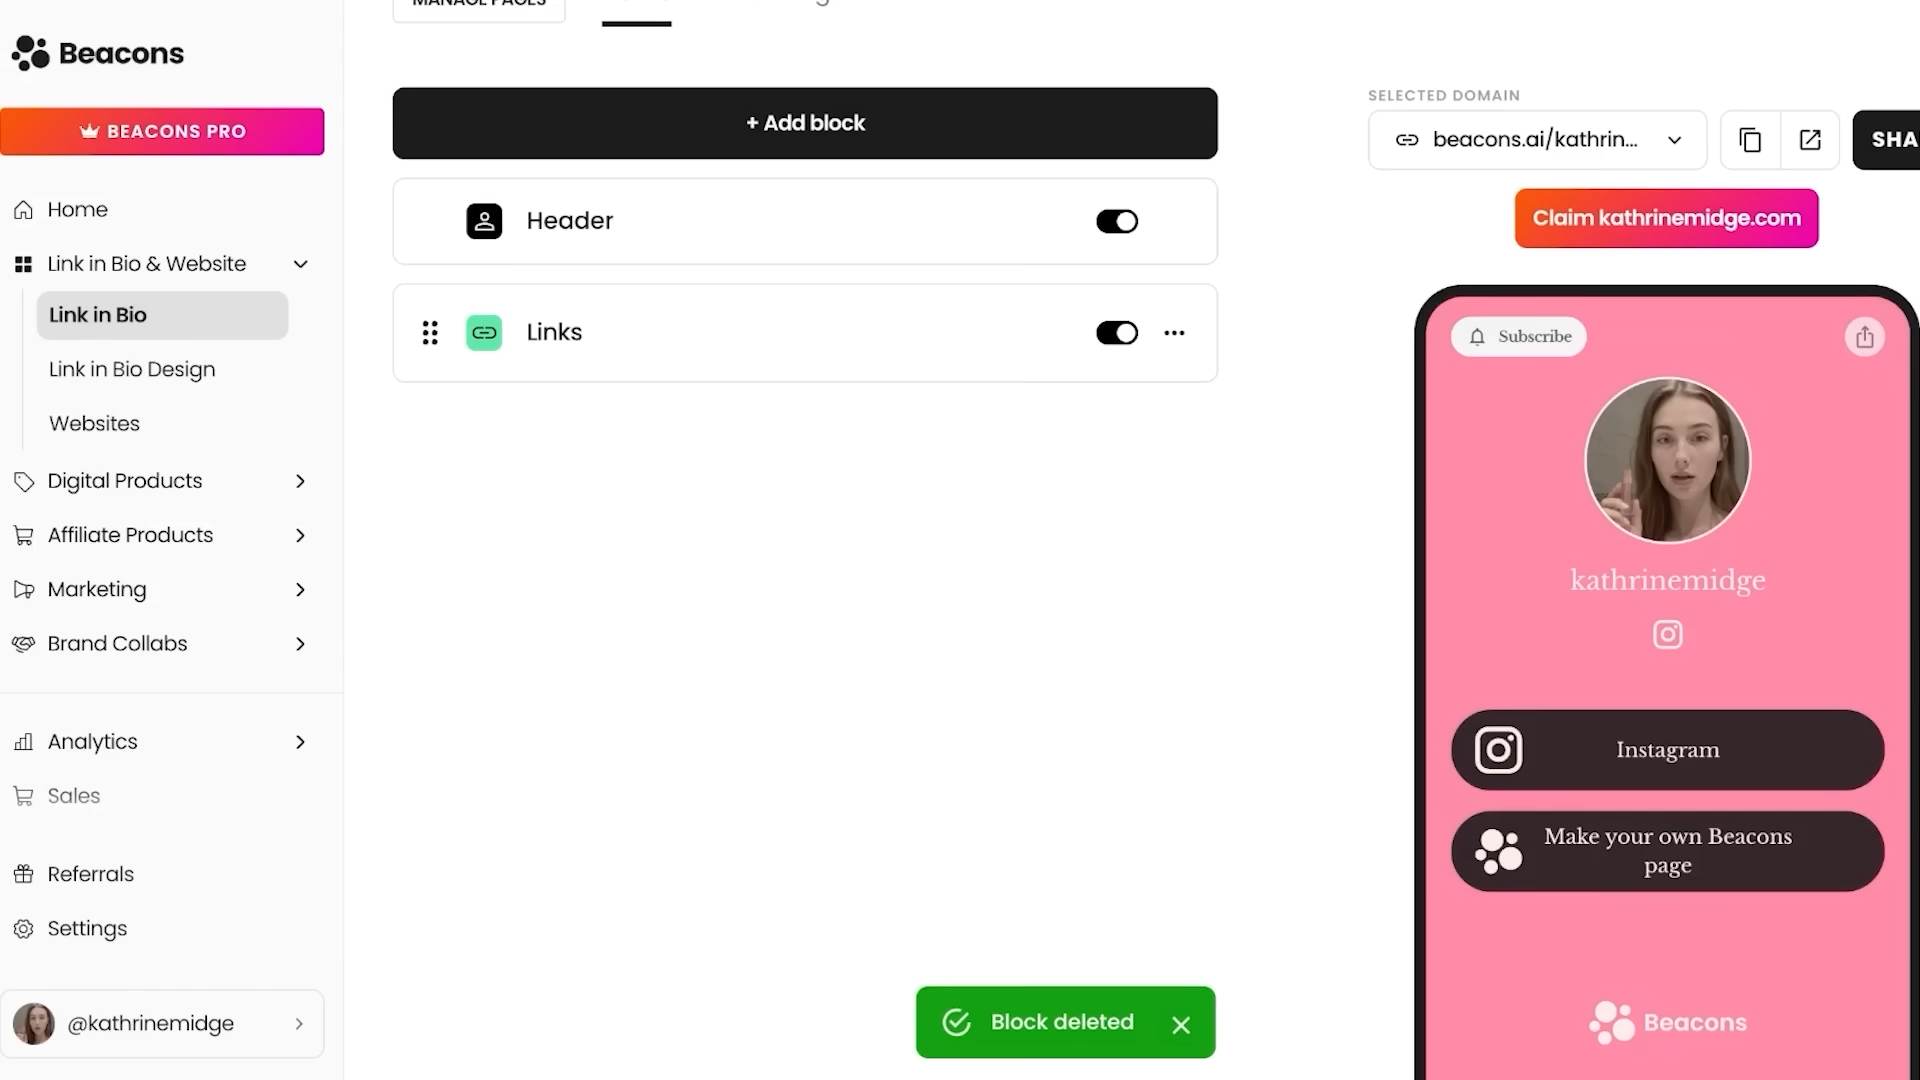 MANAGE PAGES
Beacons
BEACONS PRO
Home
Link in Bio & Website
Link in Bio
Link in Bio Design
Websites
Digital Products
Affiliate Products
Marketing
Brand Collabs
Analytics
Sales
Referrals
Settings
@kathrinemidge
+ Add block
Header
Links
Block deleted
SELECTED DOMAIN
beacons.ai/kathrin...
SHA
Claim kathrinemidge.com
Subscribe
kathrinemidge
Instagram
Make your own Beacons
page
Beacons